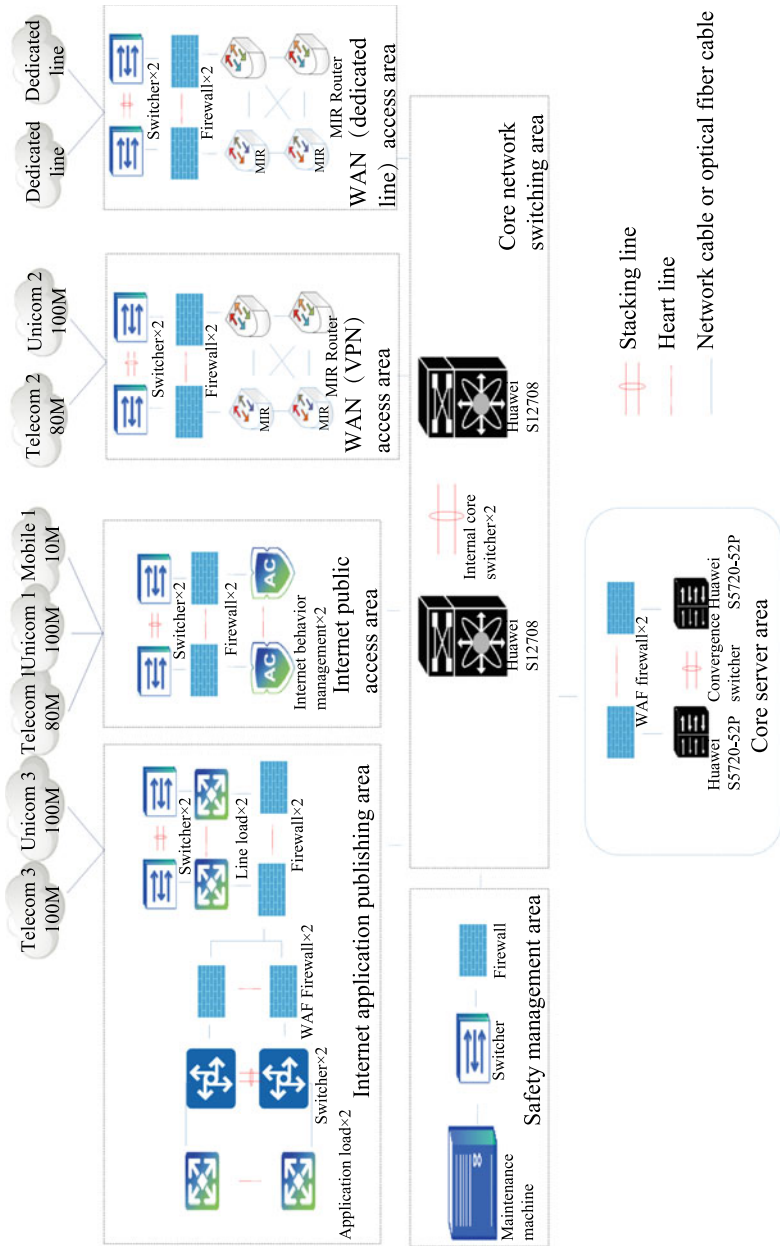 Telecom 3
100M
Unicom 3
100M
Telecom 1
80M
Unicom 1
100M
Mobile 1
10M
Telecom 2
80M
Unicom 2
100M
Dedicated
line
Dedicated
line
Switcher×2
Line load×2
Firewall×2
WAF Firewall×2
Switcher×2
Application load×2
Internet application publishing area
Switcher×2
Firewall×2
AC
AC
Internet behavior
management×2
Internet public
access area
Switcher×2
Firewall×2
MIR
MIR
MIR Router
WAN（VPN）
access area
Switcher×2
Firewall×2
MIR
MIR
MIR Router
WAN（dedicated
line）access area
Maintenance
machine
Switcher
Firewall
Safety management area
Huawei
S12708
Internal core
switcher×2
Huawei
S12708
Core network
switching area
WAF firewall×2
Huawei
S5720-52P
Convergence
switcher
Huawei
S5720-52P
Core server area
Stacking line
Heart line
Network cable or optical fiber cable